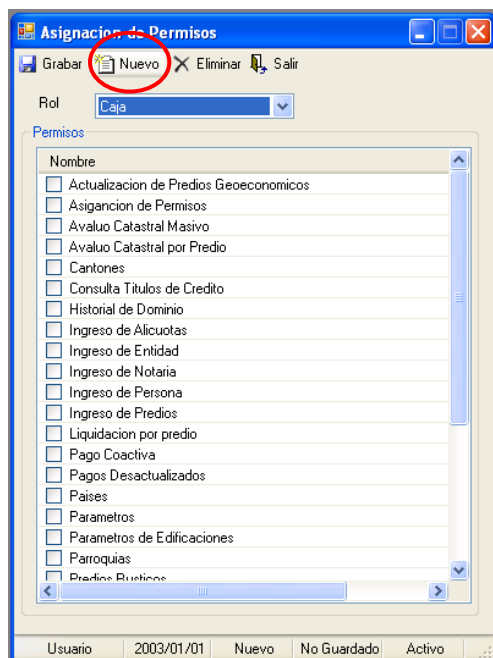 Asignacion de Permisos
Grabar Nuevo Eliminar Salir
Rol Caja
Permisos
Nombre
Actualizacion de Predios Geoeconomicos
Asigancion de Permisos
Avaluo Catastral Masivo
Avaluo Catastral por Predio
Cantones
Consulta Titulos de Credito
Historial de Dominio
Ingreso de Alicuotas
Ingreso de Entidad
Ingreso de Notaria
Ingreso de Persona
Ingreso de Predios
Liquidacion por predio
Pago Coactiva
Pagos Desactualizados
Paises
Parametros
Parametros de Edificaciones
Parroquias
Predios Rusticos
Usuario 2003/01/01 Nuevo No Guardado Activo